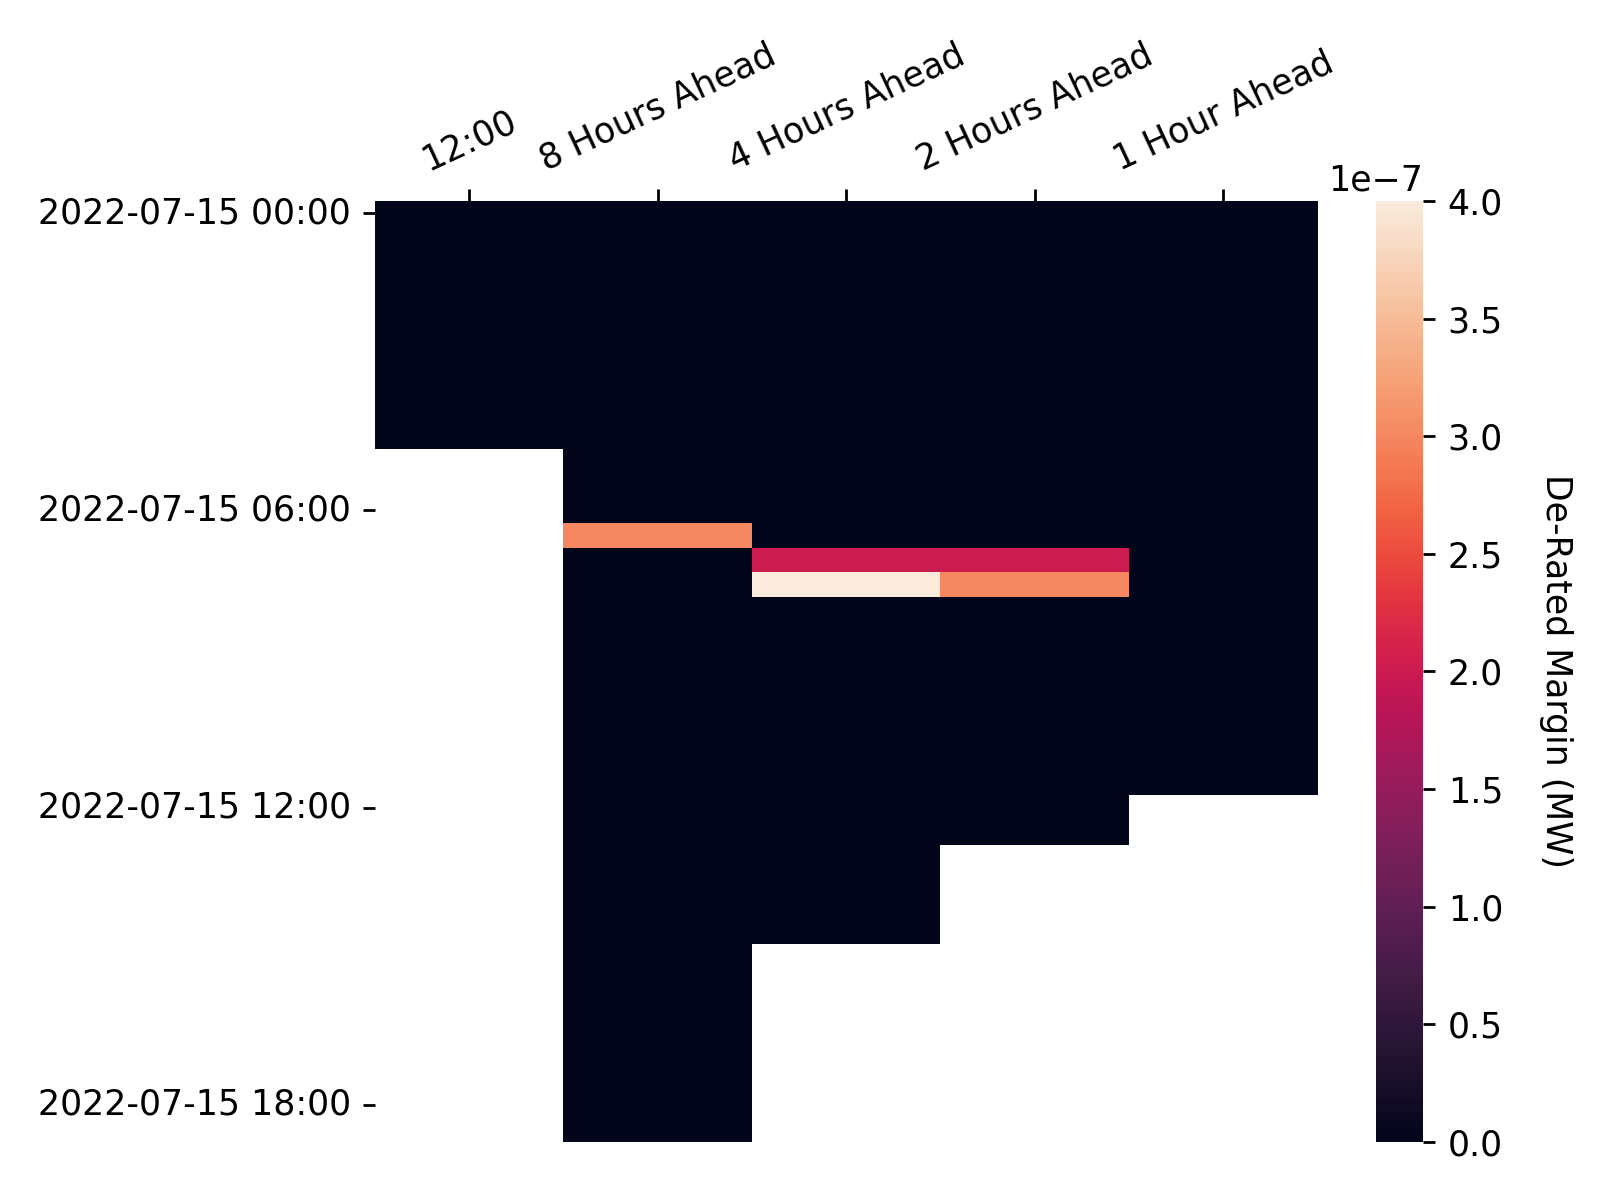 12:00
8 Hours Ahead
4 Hours Ahead
2 Hours Ahead
1 Hour Ahead
1e−7
2022-07-15 00:00
2022-07-15 06:00
2022-07-15 12:00
2022-07-15 18:00
4.0
3.5
3.0
2.5
2.0
1.5
1.0
0.5
0.0
De-Rated Margin (MW)